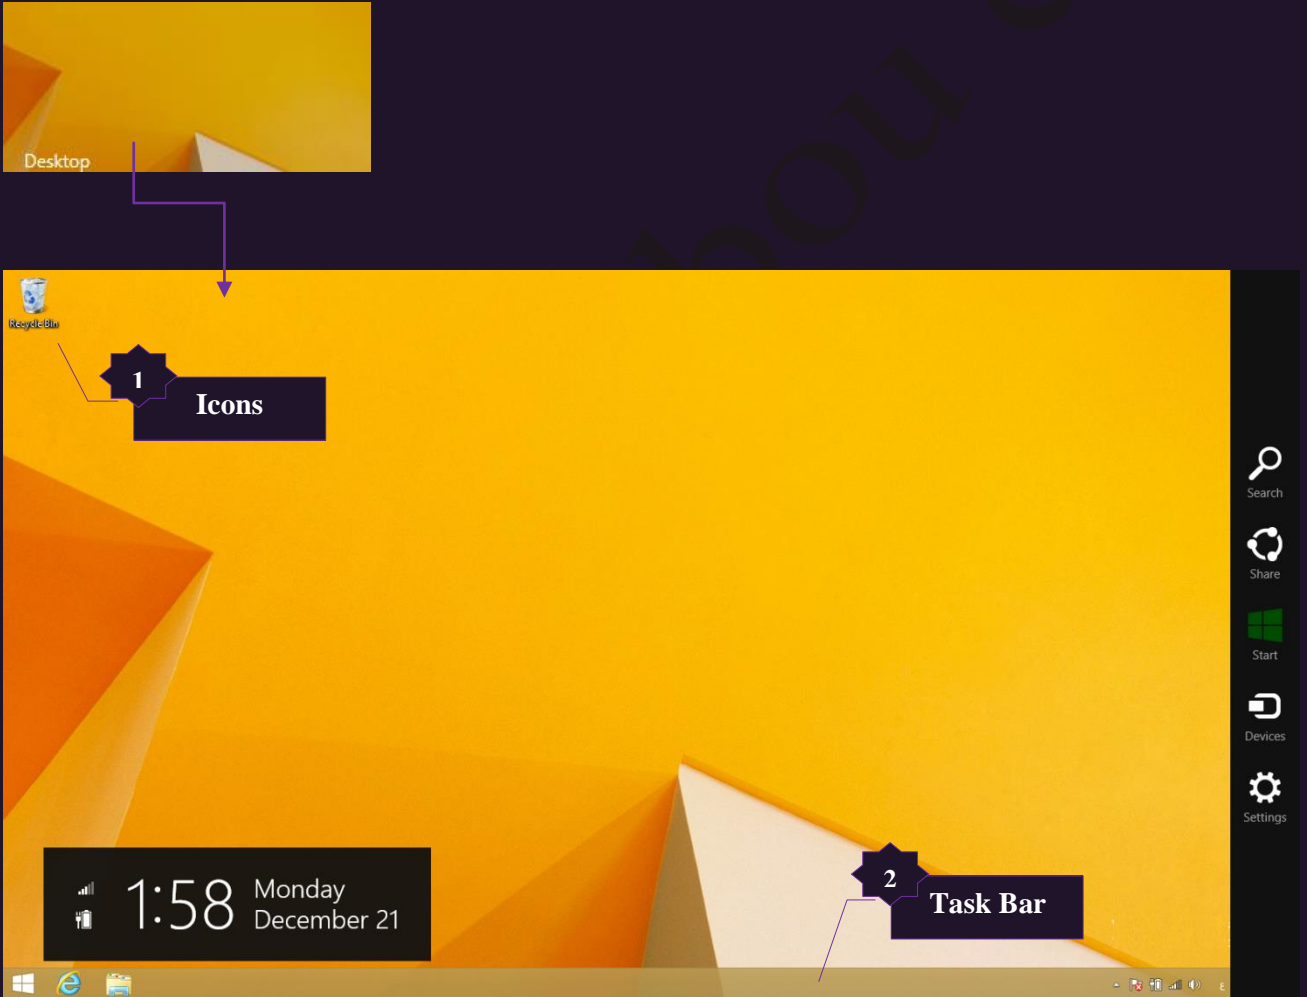 Desktop
Recycle Bin
1
Icons
Search
Share
Start
Devices
Settings
1:58
Monday
December 21
2
Task Bar
ع